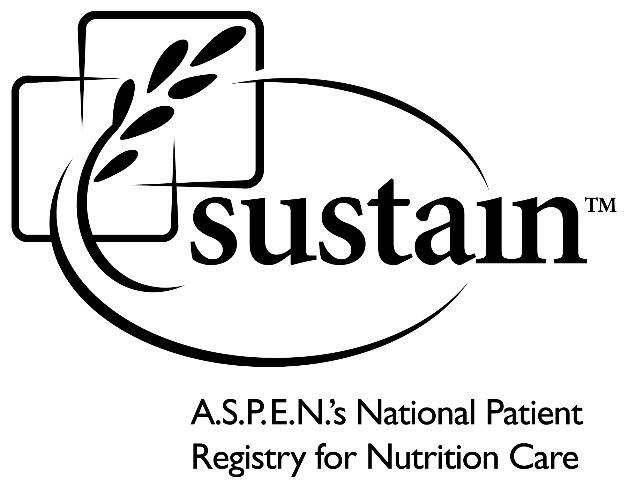 sustain™
A.S.P.E.N.'s National Patient
Registry for Nutrition Care